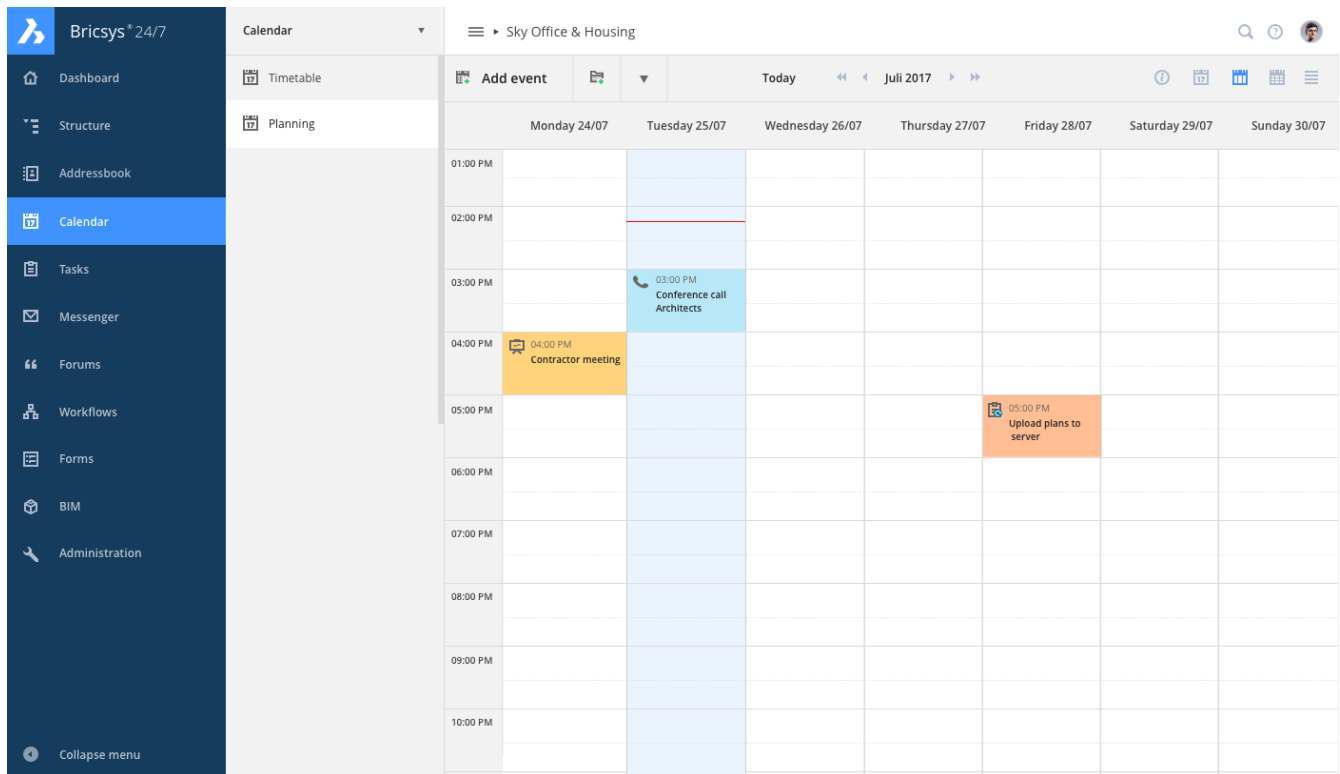 Bricsys® 24/7
Calendar
Sky Office & Housing
Dashboard
Structure
Addressbook
Calendar
Tasks
Messenger
Forums
Workflows
Forms
BIM
Administration
Collapse menu
Timetable
Planning
Add event
Today
Juli 2017
Monday 24/07
Tuesday 25/07
Wednesday 26/07
Thursday 27/07
Friday 28/07
Saturday 29/07
Sunday 30/07
01:00 PM
02:00 PM
03:00 PM
03:00 PM
Conference call
Architects
04:00 PM
04:00 PM
Contractor meeting
05:00 PM
05:00 PM
Upload plans to
server
06:00 PM
07:00 PM
08:00 PM
09:00 PM
10:00 PM